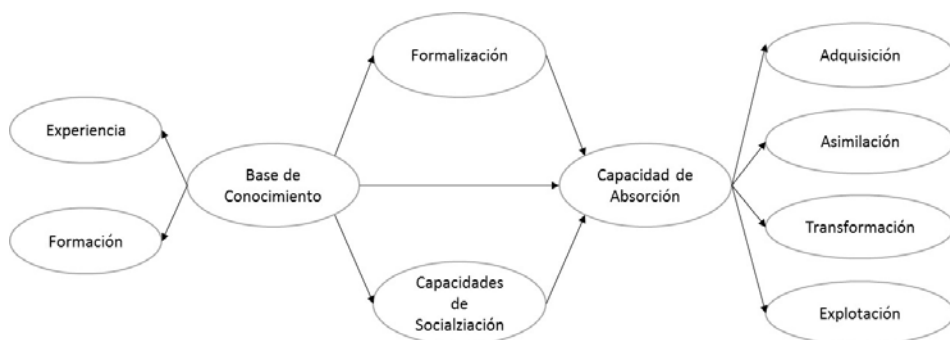 Experiencia
Formación
Base de
Conocimiento
Formalización
Capacidades
de
Socialziación
Capacidad de
Absorción
Adquisición
Asimilación
Transformación
Explotación